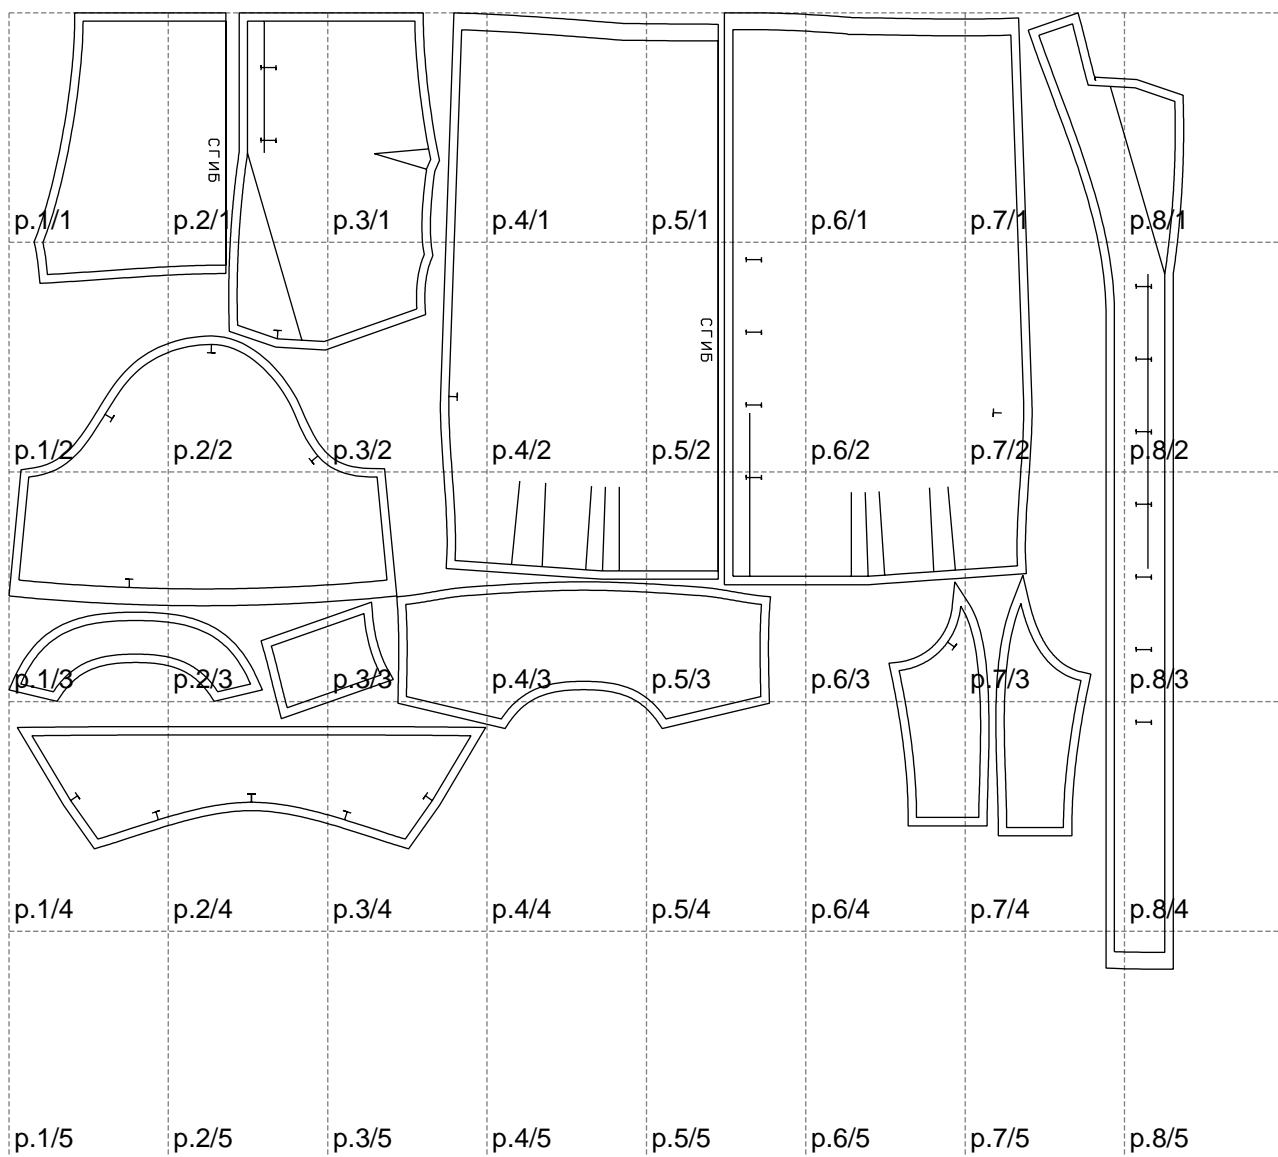 СГИБ
p.1/1 p.2/1 p.3/1 p.4/1 p.5/1 p.6/1 p.7/1 p.8/1
СГИБ
p.1/2 p.2/2 p.3/2 p.4/2 p.5/2 p.6/2 p.7/2 p.8/2
p.1/3 p.2/3 p.3/3 p.4/3 p.5/3 p.6/3 p.7/3 p.8/3
p.1/4 p.2/4 p.3/4 p.4/4 p.5/4 p.6/4 p.7/4 p.8/4
p.1/5 p.2/5 p.3/5 p.4/5 p.5/5 p.6/5 p.7/5 p.8/5